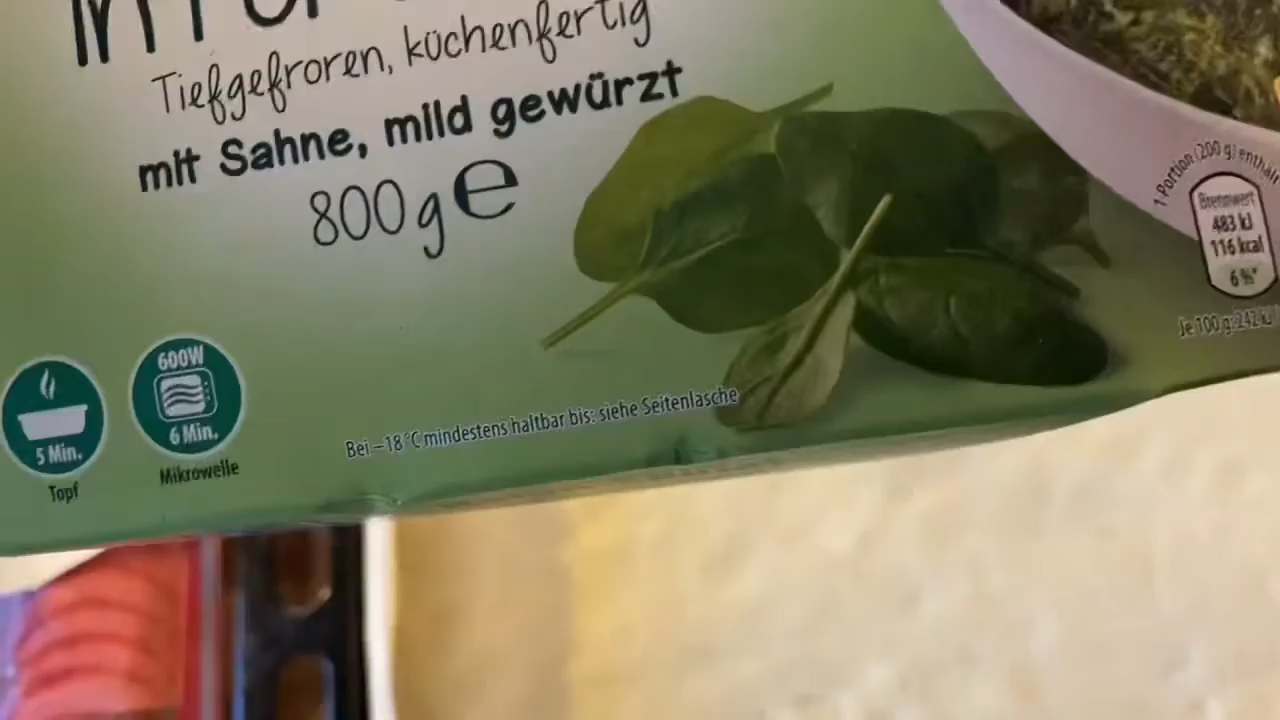 Tiefgefroren, küchenfertig
mit Sahne, mild gewürzt
800 g e
1 Portion (200 g) enthält
Brennwert
483 kJ
116 kcal
6 %*
Je 100 g: 242 kJ
600W
6 Min.
Mikrowelle
5 Min.
Topf
Bei –18°C mindestens haltbar bis: siehe Seitenlasche